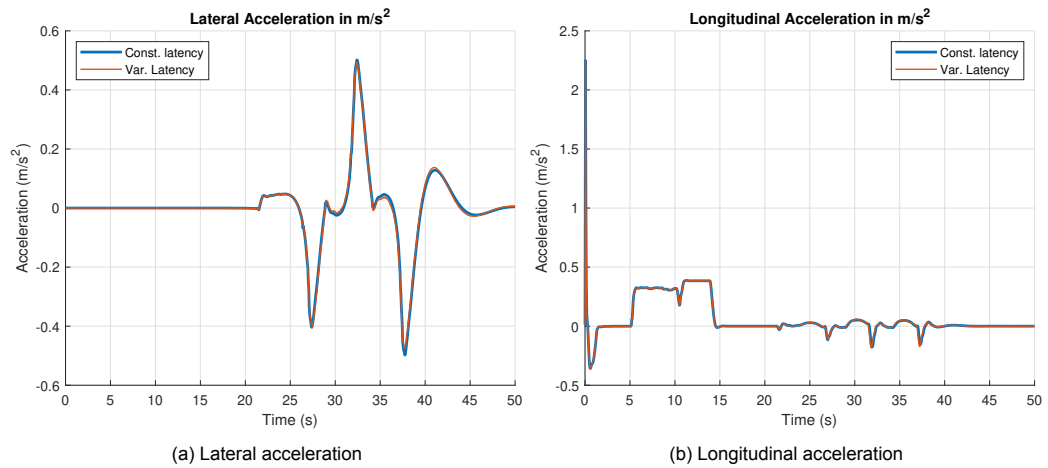 Lateral Acceleration in m/s²
Const. latency
Var. Latency
Acceleration (m/s²)
0.6
0.4
0.2
0
-0.2
-0.4
-0.6
0 5 10 15 20 25 30 35 40 45 50
Time (s)
(a) Lateral acceleration
Longitudinal Acceleration in m/s²
Const. latency
Var. Latency
Acceleration (m/s²)
2.5
2
1.5
1
0.5
0
-0.5
0 5 10 15 20 25 30 35 40 45 50
Time (s)
(b) Longitudinal acceleration